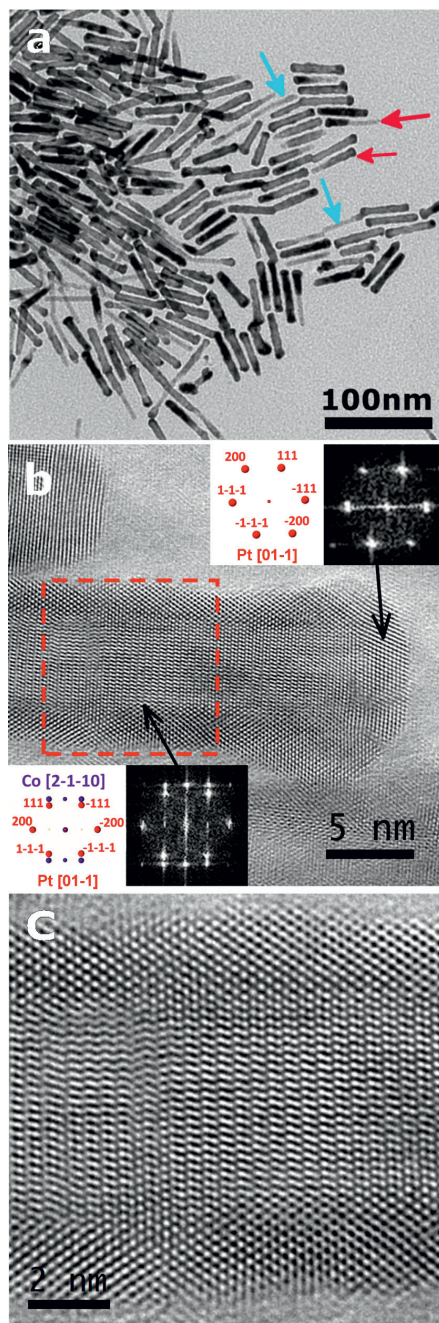 a
100nm
b
200 111
1-1-1 -111
-1-1-1 -200
Pt [01-1]
Co [2-1-10]
111 -111
200 -200
1-1-1 -1-1-1
Pt [01-1]
5 nm
C
2 nm